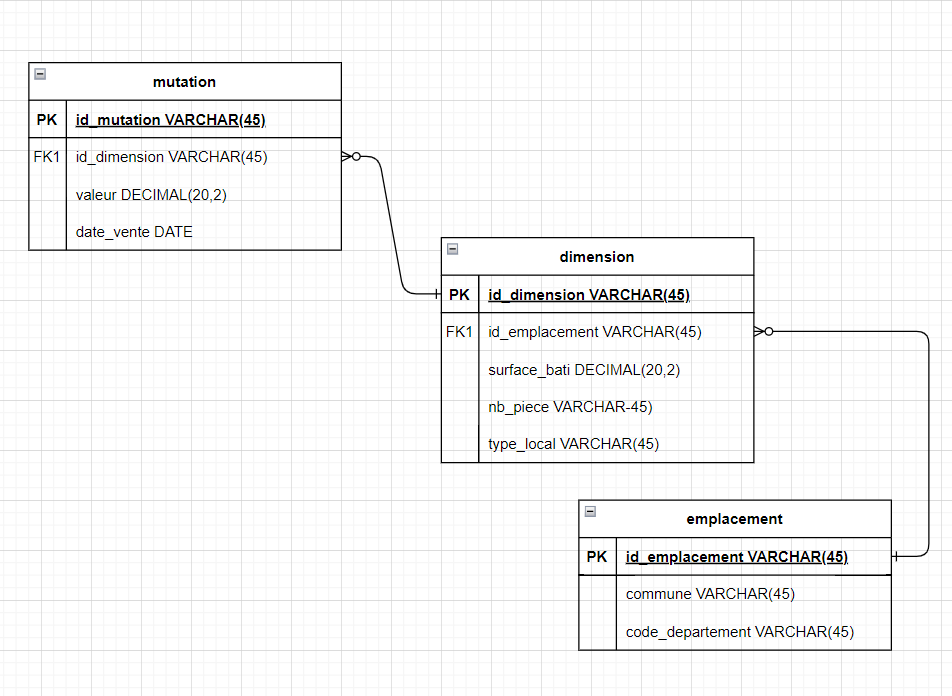 mutation
PK id_mutation VARCHAR(45)
FK1 id_dimension VARCHAR(45)
valeur DECIMAL(20,2)
date_vente DATE
dimension
PK id_dimension VARCHAR(45)
FK1 id_emplacement VARCHAR(45)
surface_bati DECIMAL(20,2)
nb_piece VARCHAR-45)
type_local VARCHAR(45)
emplacement
PK id_emplacement VARCHAR(45)
commune VARCHAR(45)
code_departement VARCHAR(45)